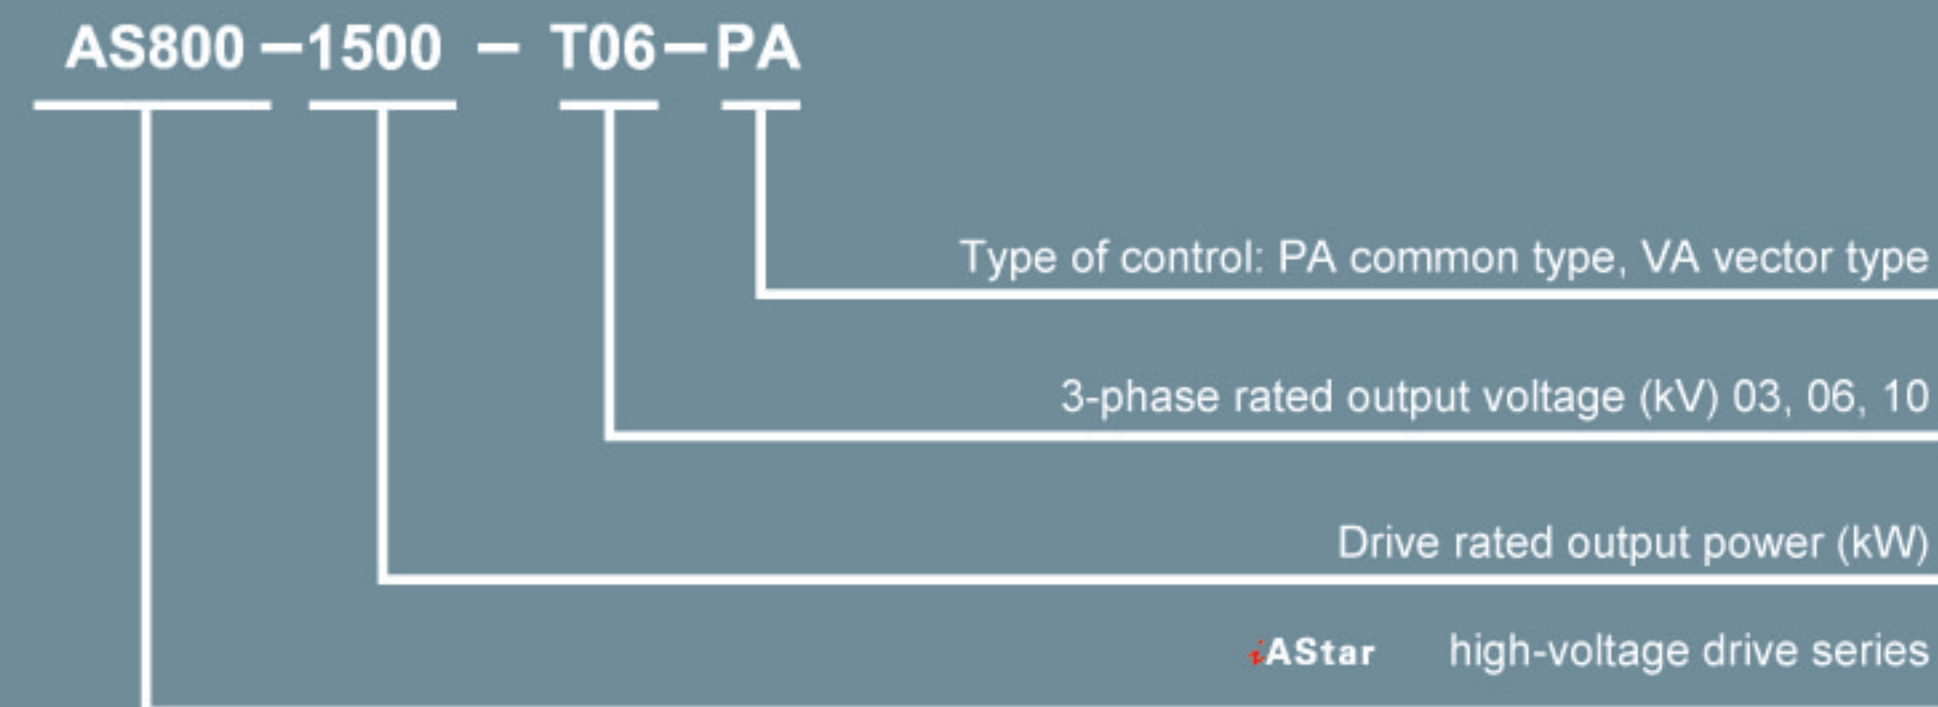 AS800 – 1500 – T06 – PA
Type of control: PA common type, VA vector type
3-phase rated output voltage (kV) 03, 06, 10
Drive rated output power (kW)
iAStar high-voltage drive series